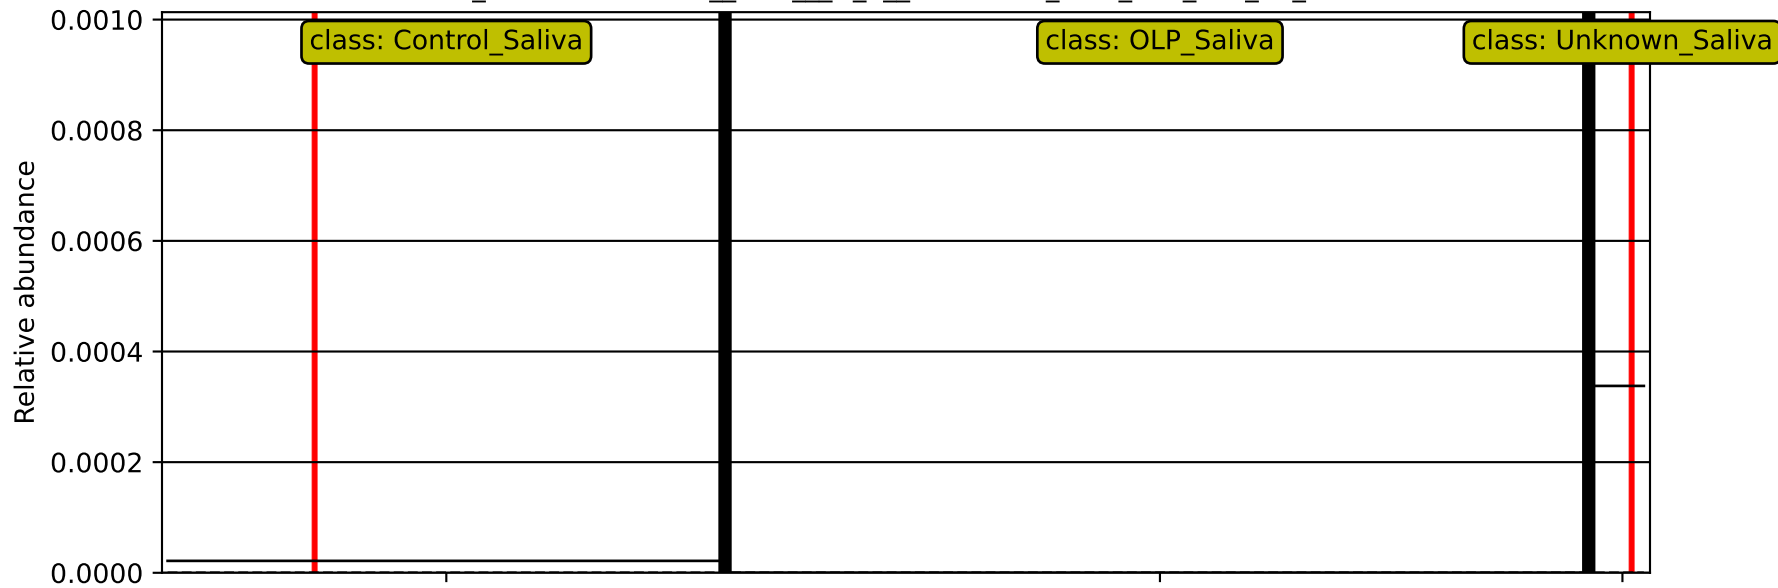 0.0010
class: Control_Saliva
class: OLP_Saliva
class: Unknown_Saliva
0.0008
0.0006
0.0004
0.0002
0.0000
Relative abundance